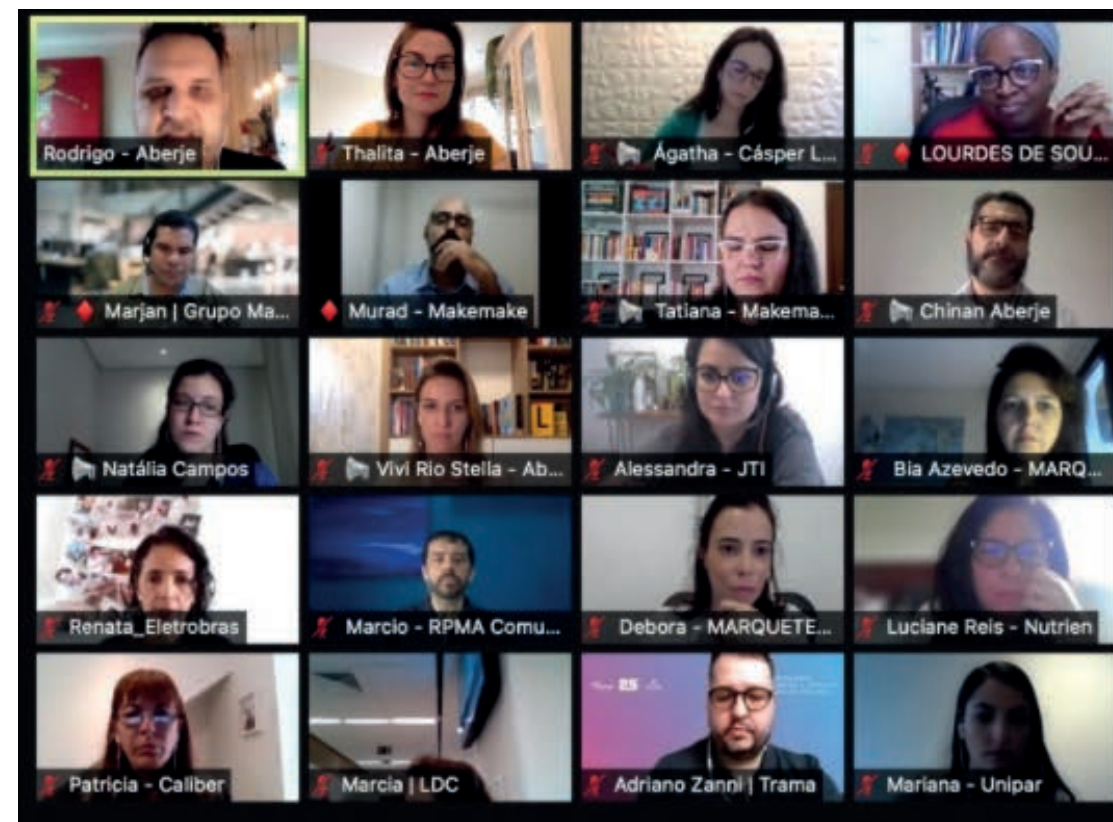 Rodrigo - Aberje
Thalita - Aberje
Ágatha - Cásper L...
LOURDES DE SOU...
Marjan | Grupo Ma...
Murad - Makemake
Tatiana - Makema...
Chinan Aberje
Natália Campos
Vivi Rio Stella - Ab...
Alessandra - JTI
Bia Azevedo - MARQ...
Renata_Eletrobras
Marcio - RPMA Comu...
Debora - MARQUETE...
Luciane Reis - Nutrien
Patricia - Caliber
Marcia | LDC
25
Adriano Zanni | Trama
Mariana - Unipar